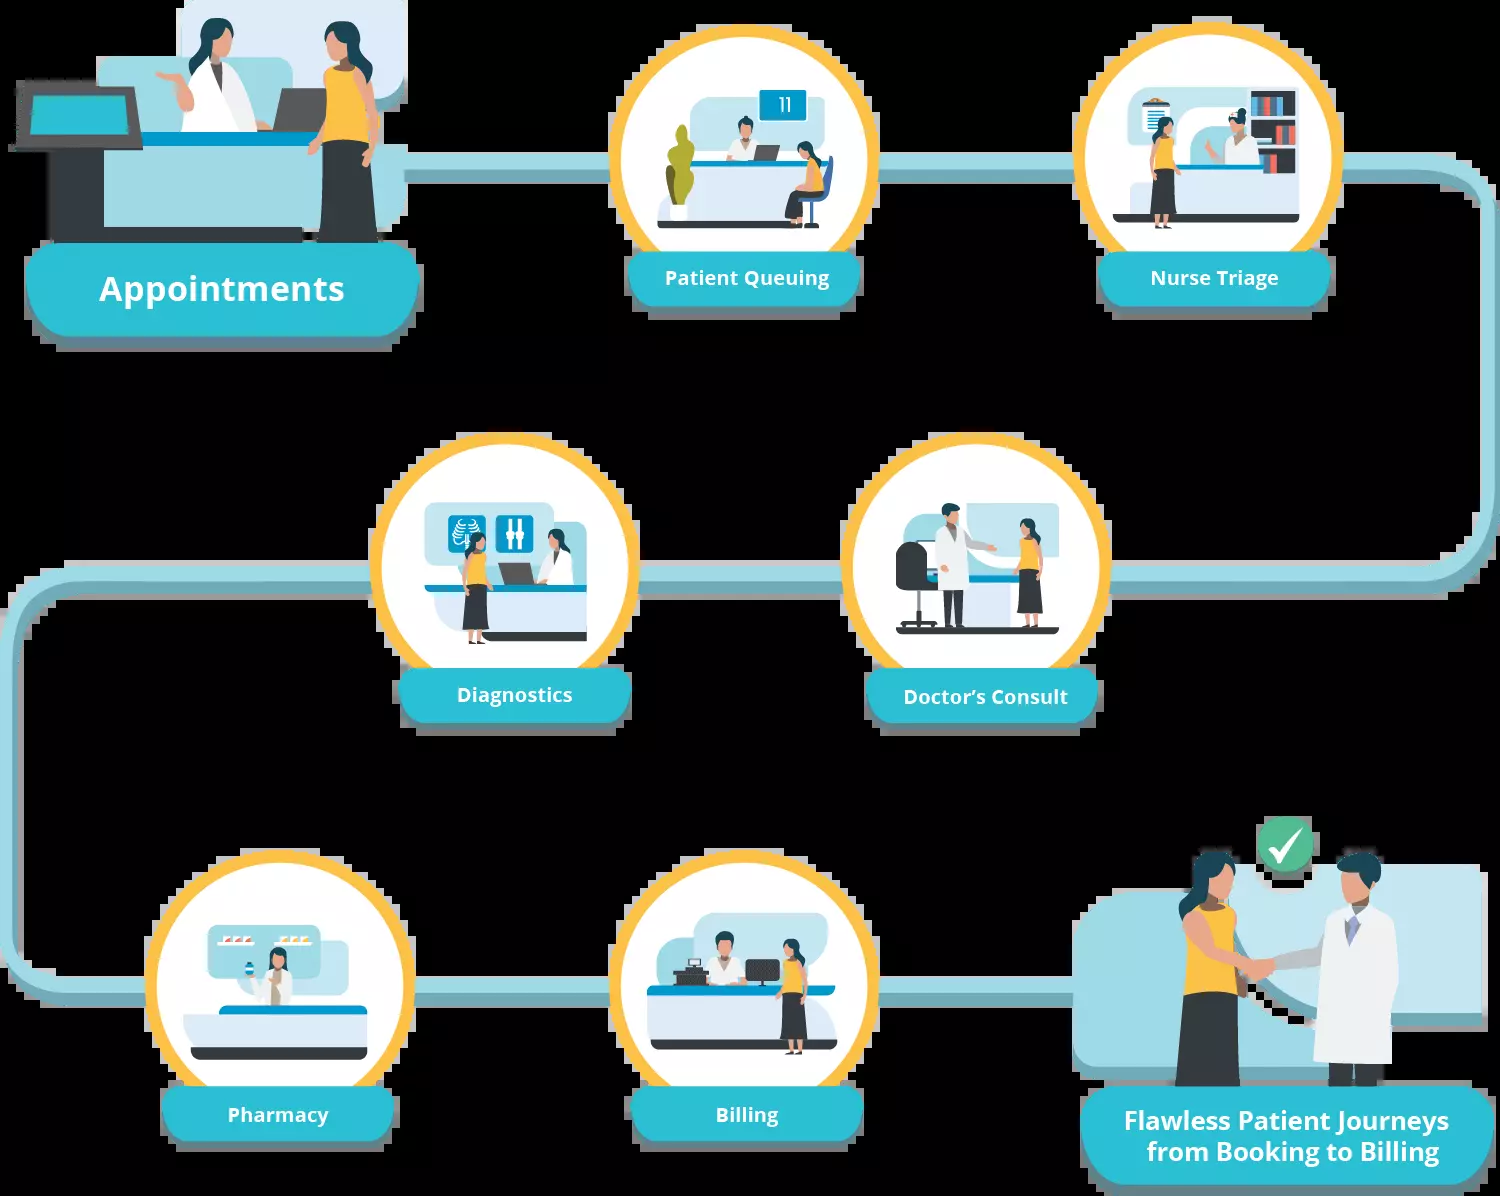 11
Appointments
Patient Queuing
Nurse Triage
Diagnostics
Doctor’s Consult
Pharmacy
Billing
Flawless Patient Journeys
from Booking to Billing